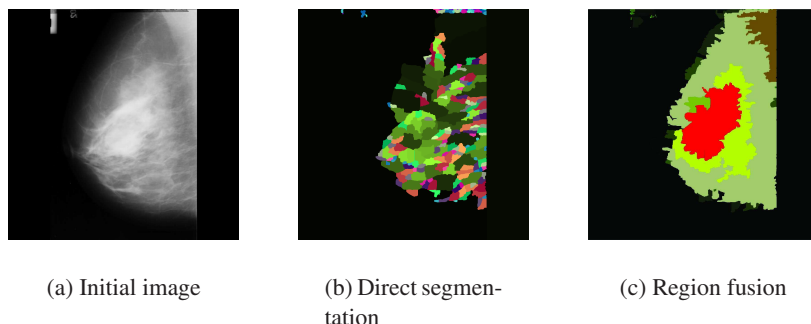 (a) Initial image
(b) Direct segmen-
tation
(c) Region fusion